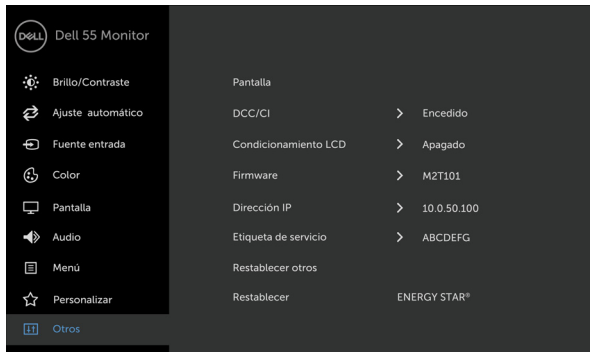 DELL
Dell 55 Monitor
Brillo/Contraste
Ajuste automático
Fuente entrada
Color
Pantalla
Audio
Menú
Personalizar
Otros
Pantalla
DCC/CI > Encedido
Condicionamiento LCD > Apagado
Firmware > M2T101
Dirección IP > 10.0.50.100
Etiqueta de servicio > ABCDEFG
Restablecer otros
Restablecer ENERGY STAR®